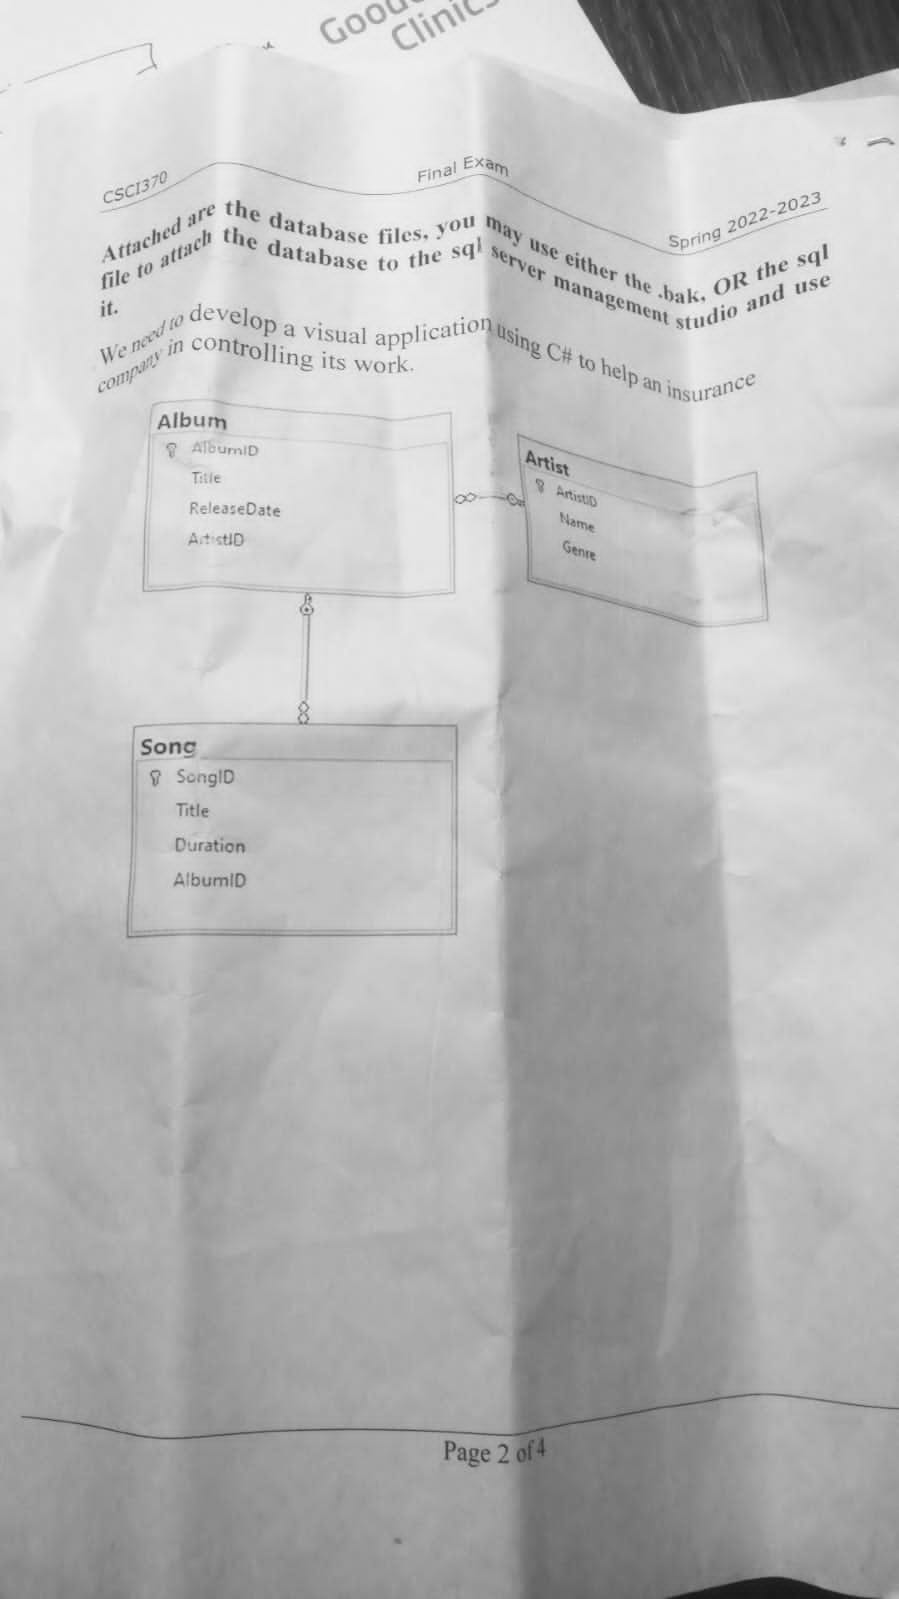 Clinics
CSCI370
Final Exam
Spring 2022-2023
Attached are the database files, you may use either the .bak, OR the sql
file to attach the database to the sql server management studio and use
it.
We need to develop a visual application using C# to help an insurance
company in controlling its work.
Album
AlbumID
Title
ReleaseDate
ArtistID
Artist
ArtistID
Name
Genre
Song
SongID
Title
Duration
AlbumID
Page 2 of 4